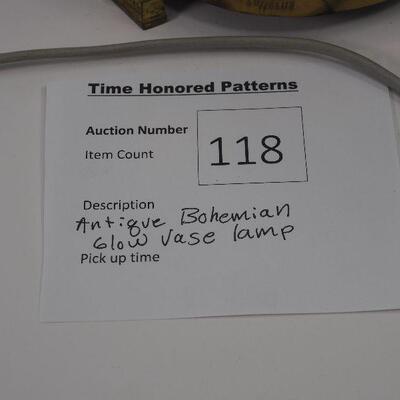 Time Honored Patterns
Auction Number
Item Count
118
Description
Antique Bohemian
Glow Vase lamp
Pick up time